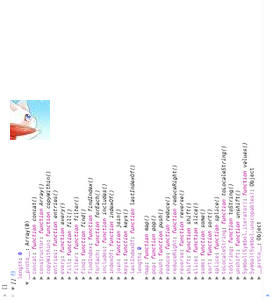 []
▸ []
length: 0
▾ __proto__: Array(0)
▸ concat: function concat()
▸ constructor: function Array()
▸ copyWithin: function copyWithin()
▸ entries: function entries()
▸ every: function every()
▸ fill: function fill()
▸ filter: function filter()
▸ find: function find()
▸ findIndex: function findIndex()
▸ forEach: function forEach()
▸ includes: function includes()
▸ indexOf: function indexOf()
▸ join: function join()
▸ keys: function keys()
▸ lastIndexOf: function lastIndexOf()
length: 0
▸ map: function map()
▸ pop: function pop()
▸ push: function push()
▸ reduce: function reduce()
▸ reduceRight: function reduceRight()
▸ reverse: function reverse()
▸ shift: function shift()
▸ slice: function slice()
▸ some: function some()
▸ sort: function sort()
▸ splice: function splice()
▸ toLocaleString: function toLocaleString()
▸ toString: function toString()
▸ unshift: function unshift()
▸ Symbol(Symbol.iterator): function values()
▸ Symbol(Symbol.unscopables): Object
▸ __proto__: Object